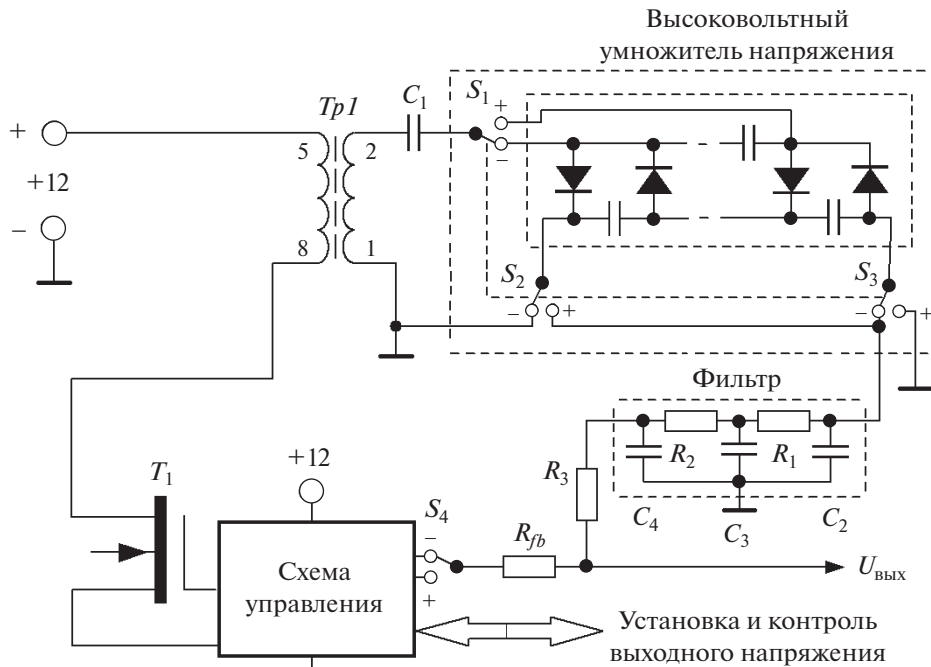 Высоковольтный
умножитель напряжения
Tp1
C1
S1
+
−
+
+12
−
5
2
8
1
S2
− +
S3
− +
Фильтр
R2
R1
C4
C3
C2
R3
T1
+12
S4
−
+
Rfb
Uвых
Схема
управления
Установка и контроль
выходного напряжения